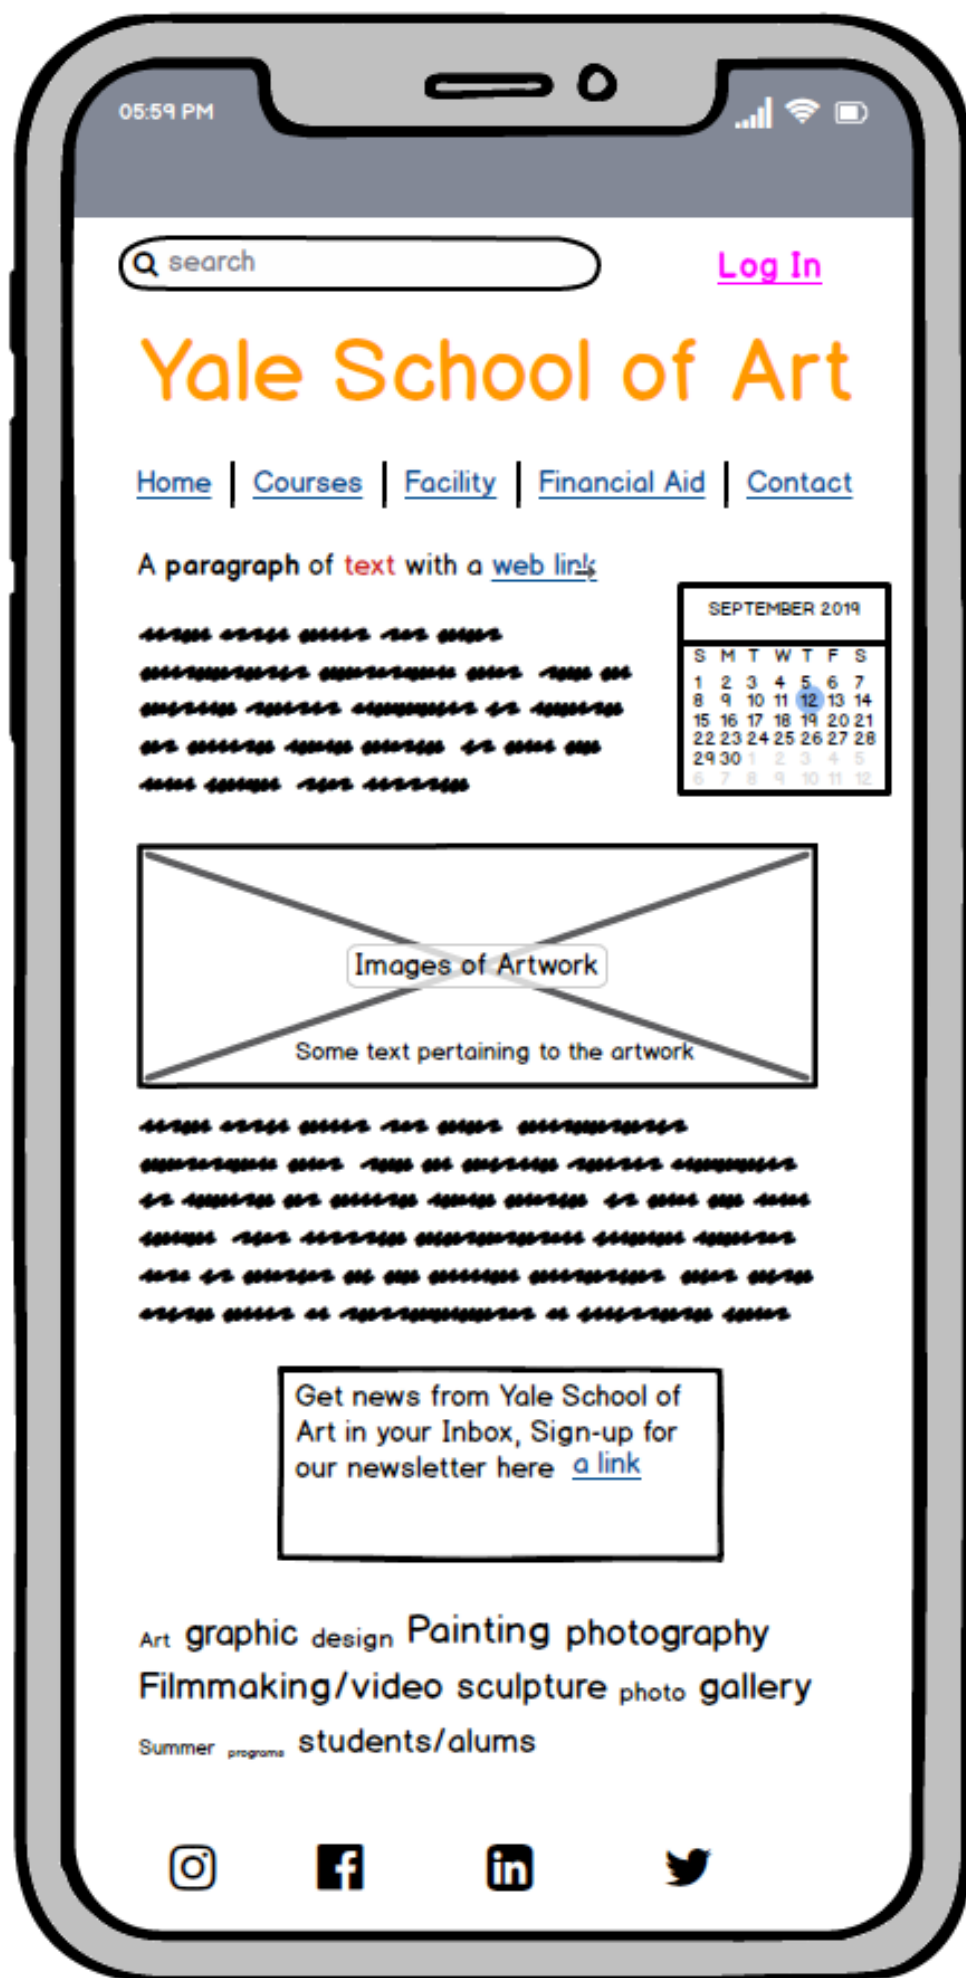 05:59 PM
search
Log In
Yale School of Art
Home | Courses | Facility | Financial Aid | Contact
A paragraph of text with a web link
SEPTEMBER 2019
S M T W T F S
1 2 3 4 5 6 7
8 9 10 11 12 13 14
15 16 17 18 19 20 21
22 23 24 25 26 27 28
29 30 1 2 3 4 5
6 7 8 9 10 11 12
Images of Artwork
Some text pertaining to the artwork
Get news from Yale School of
Art in your Inbox, Sign-up for
our newsletter here a link
Art graphic design Painting photography
Filmmaking/video sculpture photo gallery
Summer programs students/alums